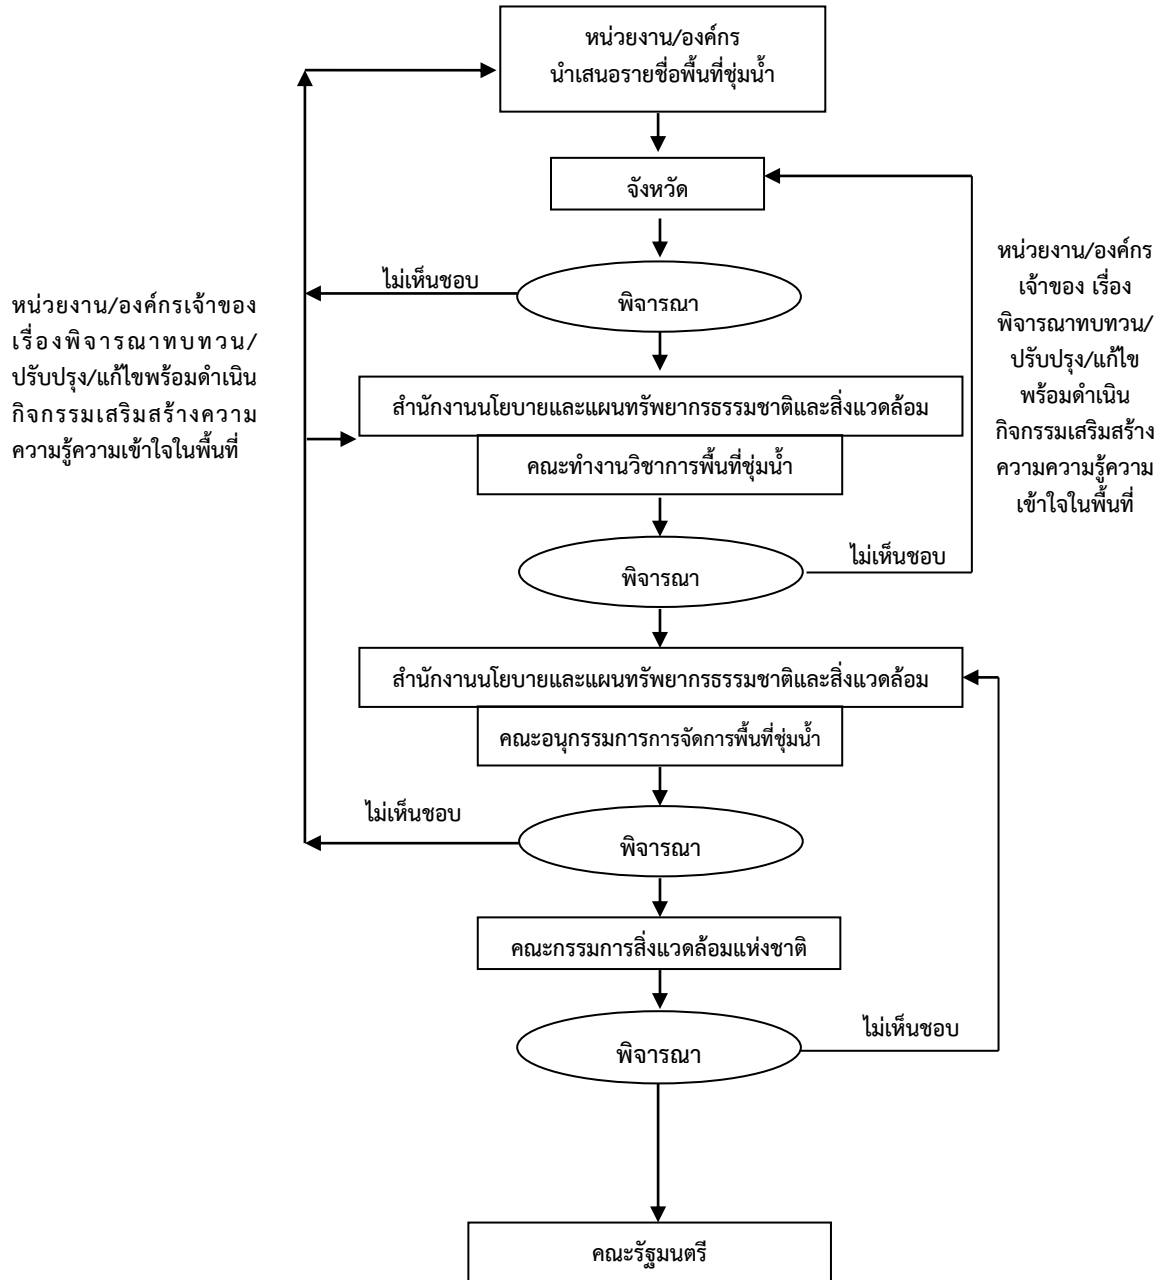 หน่วยงาน/องค์กร
นำเสนอรายชื่อพื้นที่ชุ่มน้ำ
จังหวัด
ไม่เห็นชอบ
พิจารณา
หน่วยงาน/องค์กรเจ้าของ
เรื่องพิจารณาทบทวน/
ปรับปรุง/แก้ไขพร้อมดำเนิน
กิจกรรมเสริมสร้างความ
ความรู้ความเข้าใจในพื้นที่
หน่วยงาน/องค์กร
เจ้าของ เรื่อง
พิจารณาทบทวน/
ปรับปรุง/แก้ไข
พร้อมดำเนิน
กิจกรรมเสริมสร้าง
ความความรู้ความ
เข้าใจในพื้นที่
สำนักงานนโยบายและแผนทรัพยากรธรรมชาติและสิ่งแวดล้อม
คณะทำงานวิชาการพื้นที่ชุ่มน้ำ
ไม่เห็นชอบ
พิจารณา
สำนักงานนโยบายและแผนทรัพยากรธรรมชาติและสิ่งแวดล้อม
คณะอนุกรรมการการจัดการพื้นที่ชุ่มน้ำ
ไม่เห็นชอบ
พิจารณา
คณะกรรมการสิ่งแวดล้อมแห่งชาติ
ไม่เห็นชอบ
พิจารณา
คณะรัฐมนตรี